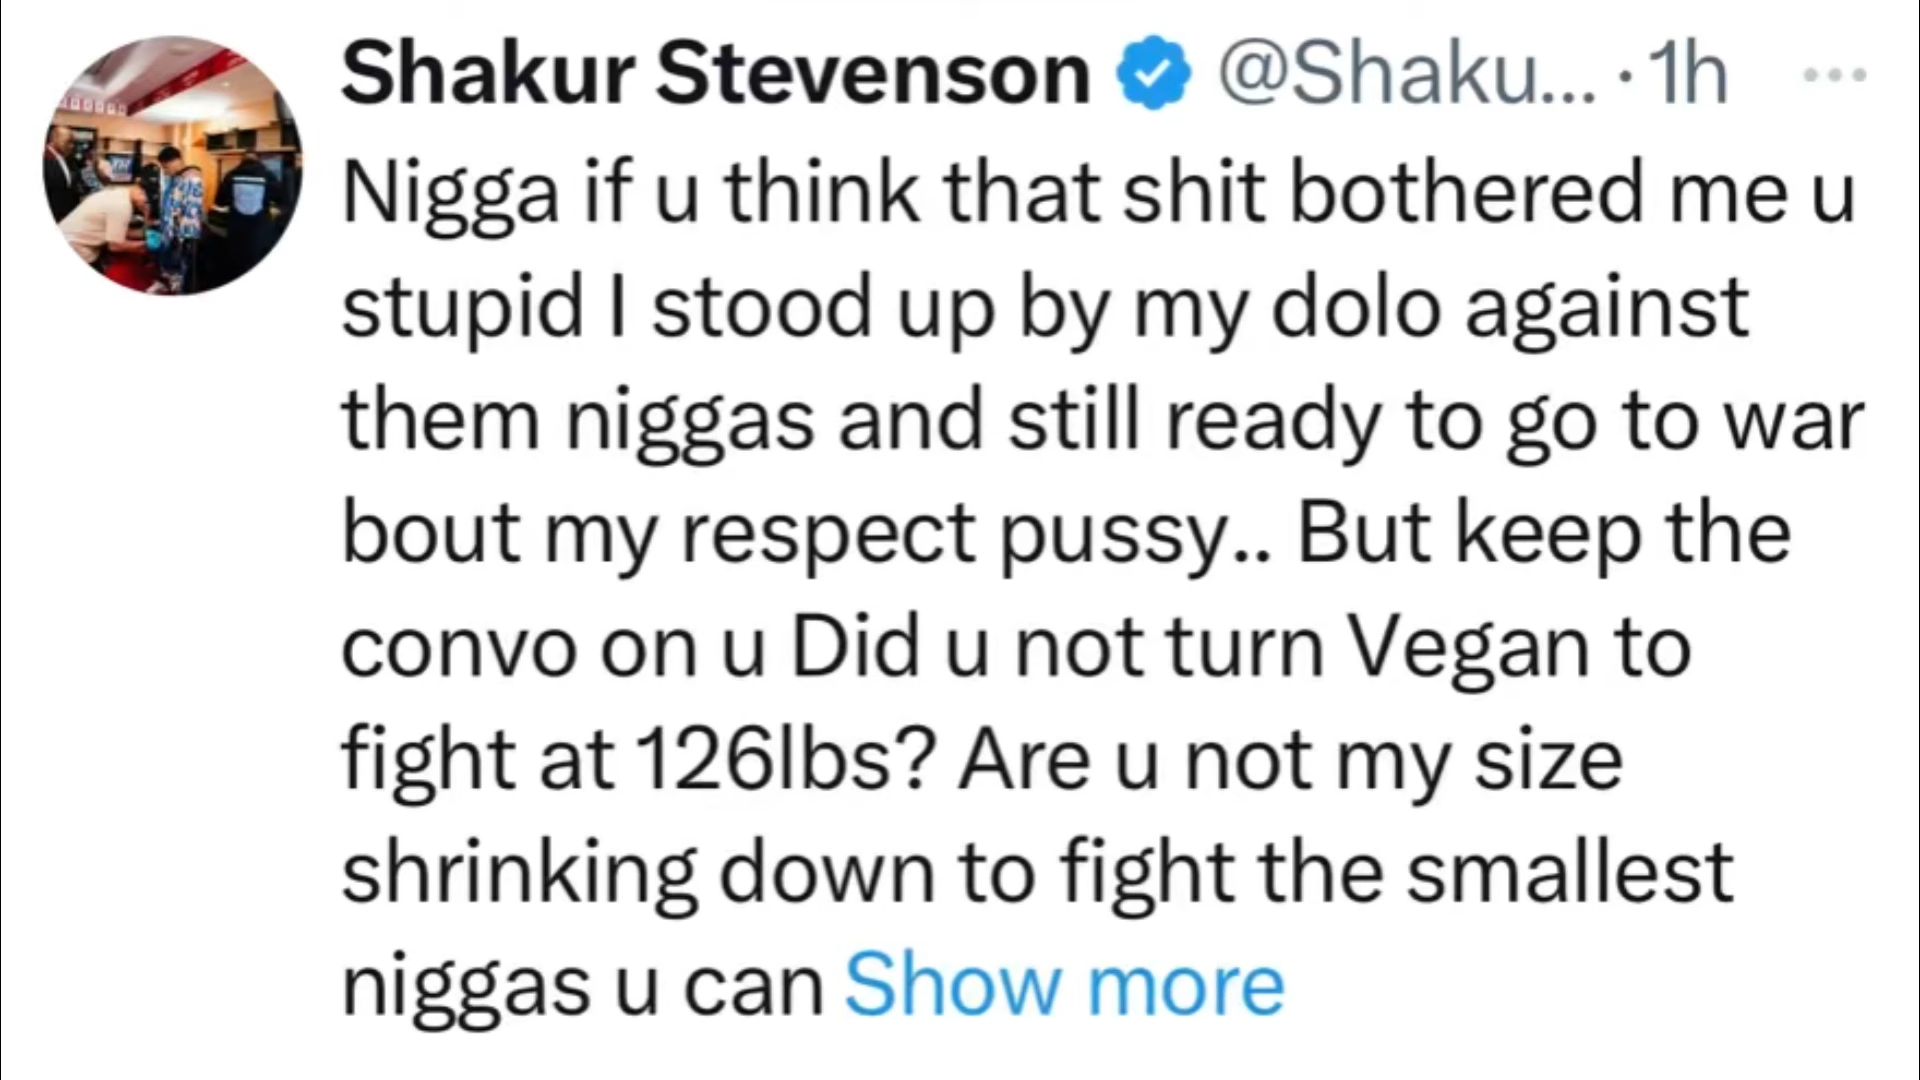 Shakur Stevenson @Shaku... · 1h
Nigga if u think that shit bothered me u
stupid I stood up by my dolo against
them niggas and still ready to go to war
bout my respect pussy.. But keep the
convo on u Did u not turn Vegan to
fight at 126lbs? Are u not my size
shrinking down to fight the smallest
niggas u can Show more